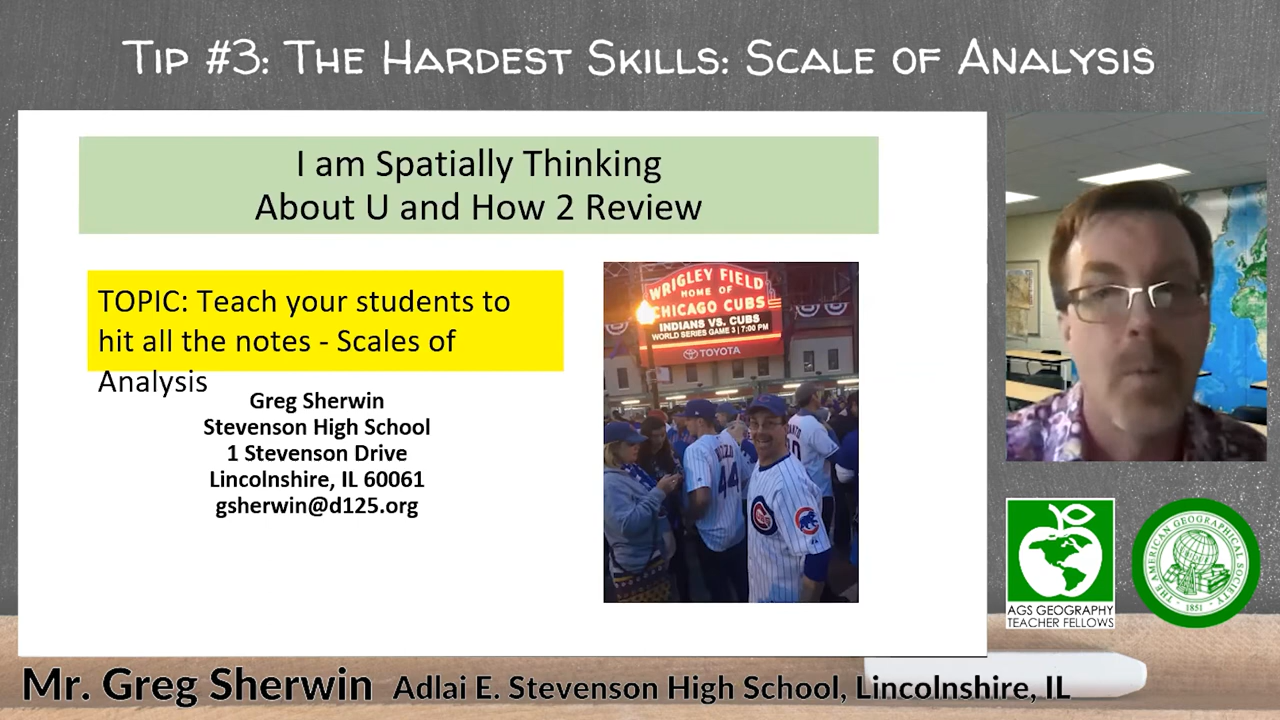 Tip #3: The Hardest Skills: Scale of Analysis
I am Spatially Thinking
About U and How 2 Review
TOPIC: Teach your students to
hit all the notes - Scales of
Analysis
Greg Sherwin
Stevenson High School
1 Stevenson Drive
Lincolnshire, IL 60061
gsherwin@d125.org
WRIGLEY FIELD
HOME OF
CHICAGO CUBS
INDIANS VS. CUBS
WORLD SERIES GAME 3 | 7:00 PM
TOYOTA
44
AGS GEOGRAPHY
TEACHER FELLOWS
THE AMERICAN GEOGRAPHICAL SOCIETY
1851
Mr. Greg Sherwin Adlai E. Stevenson High School, Lincolnshire, IL